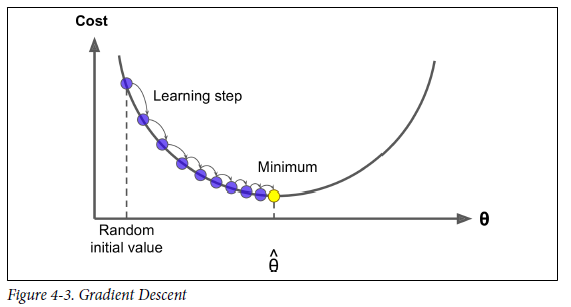 Cost
Learning step
Minimum
θ
Random
initial value
θ̂
Figure 4-3. Gradient Descent